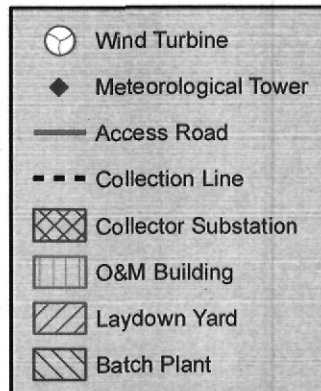 Wind Turbine
Meteorological Tower
Access Road
Collection Line
Collector Substation
O&M Building
Laydown Yard
Batch Plant